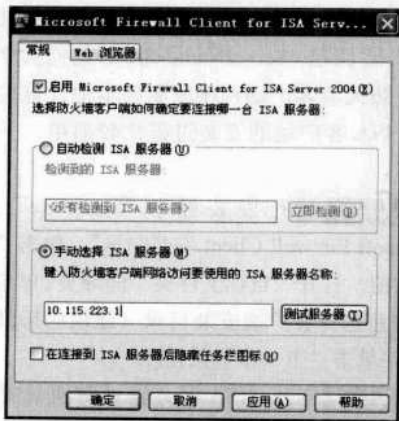 Microsoft Firewall Client for ISA Serv...
常规
Web 浏览器
启用 Microsoft Firewall Client for ISA Server 2004(E)
选择防火墙客户端如何确定要连接哪一台 ISA 服务器:
自动检测 ISA 服务器(U)
检测到的 ISA 服务器:
<没有检测到 ISA 服务器>
立即检测(D)
手动选择 ISA 服务器(M)
键入防火墙客户端网络访问要使用的 ISA 服务器名称:
10.115.223.1
测试服务器(T)
在连接到 ISA 服务器后隐藏任务栏图标(H)
确定
取消
应用(A)
帮助